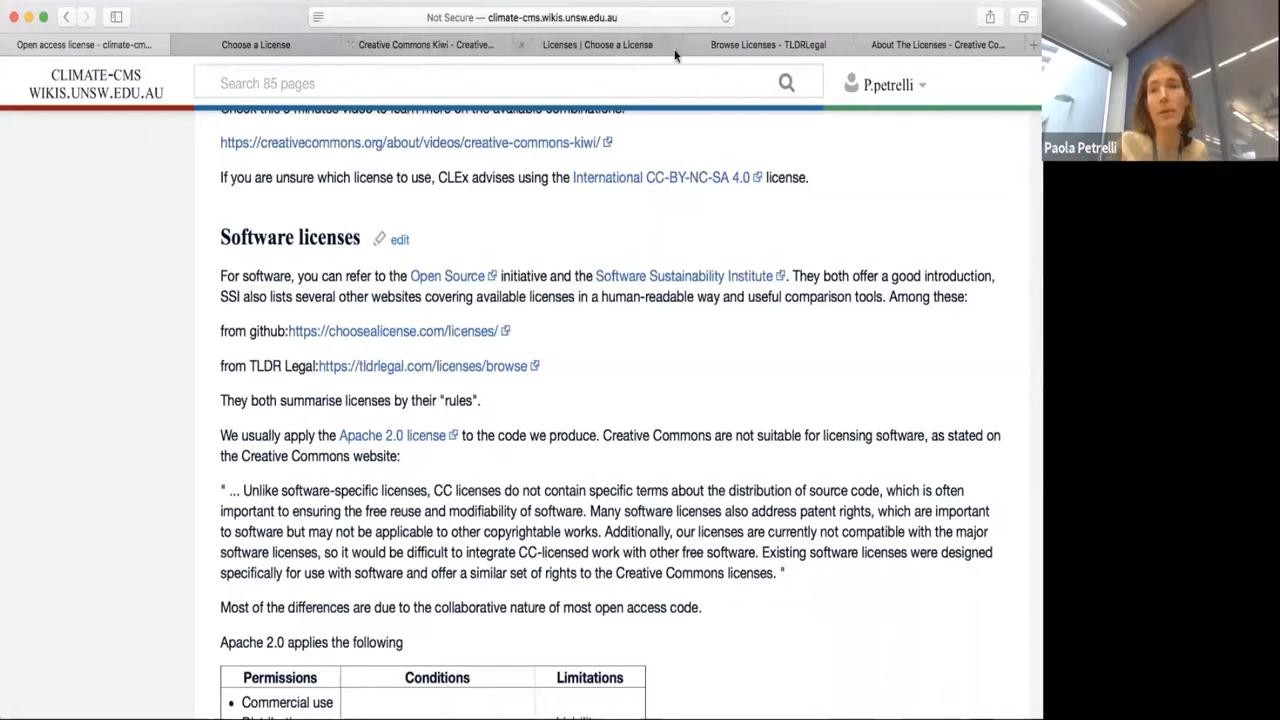 Not Secure — climate-cms.wikis.unsw.edu.au
Open access license - climate-cm...
Choose a License
Creative Commons Kiwi - Creative...
Licenses | Choose a License
Browse Licenses - TLDRLegal
About The Licenses - Creative Co...
CLIMATE-CMS
WIKIS.UNSW.EDU.AU
Search 85 pages
P.petrelli
Paola Petrelli
https://creativecommons.org/about/videos/creative-commons-kiwi/
If you are unsure which license to use, CLEx advises using the International CC-BY-NC-SA 4.0 license.
Software licenses edit
For software, you can refer to the Open Source initiative and the Software Sustainability Institute . They both offer a good introduction,
SSI also lists several other websites covering available licenses in a human-readable way and useful comparison tools. Among these:
from github:https://choosealicense.com/licenses/
from TLDR Legal:https://tldrlegal.com/licenses/browse
They both summarise licenses by their "rules".
We usually apply the Apache 2.0 license to the code we produce. Creative Commons are not suitable for licensing software, as stated on
the Creative Commons website:
" ... Unlike software-specific licenses, CC licenses do not contain specific terms about the distribution of source code, which is often
important to ensuring the free reuse and modifiability of software. Many software licenses also address patent rights, which are important
to software but may not be applicable to other copyrightable works. Additionally, our licenses are currently not compatible with the major
software licenses, so it would be difficult to integrate CC-licensed work with other free software. Existing software licenses were designed
specifically for use with software and offer a similar set of rights to the Creative Commons licenses. "
Most of the differences are due to the collaborative nature of most open access code.
Apache 2.0 applies the following
Permissions Conditions Limitations
• Commercial use